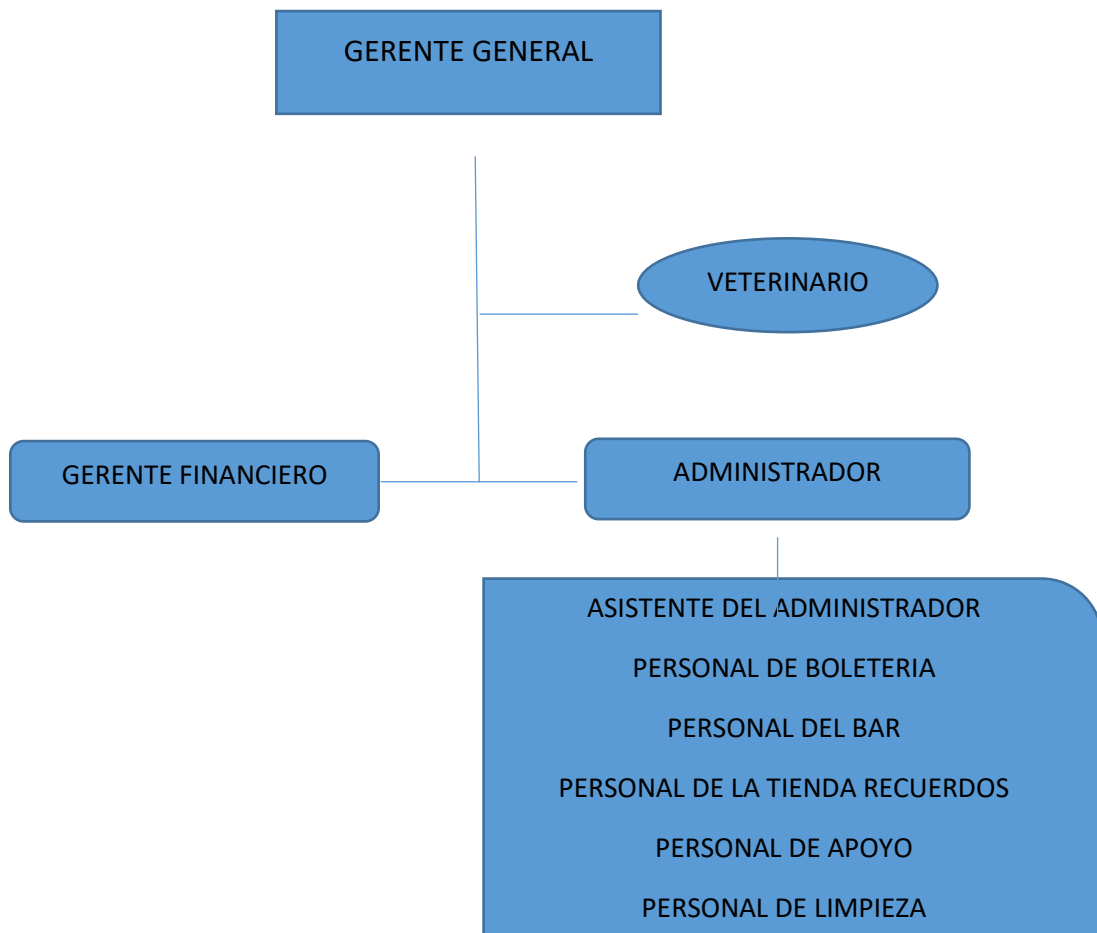 GERENTE GENERAL
VETERINARIO
GERENTE FINANCIERO
ADMINISTRADOR
ASISTENTE DEL ADMINISTRADOR
PERSONAL DE BOLETERIA
PERSONAL DEL BAR
PERSONAL DE LA TIENDA RECUERDOS
PERSONAL DE APOYO
PERSONAL DE LIMPIEZA